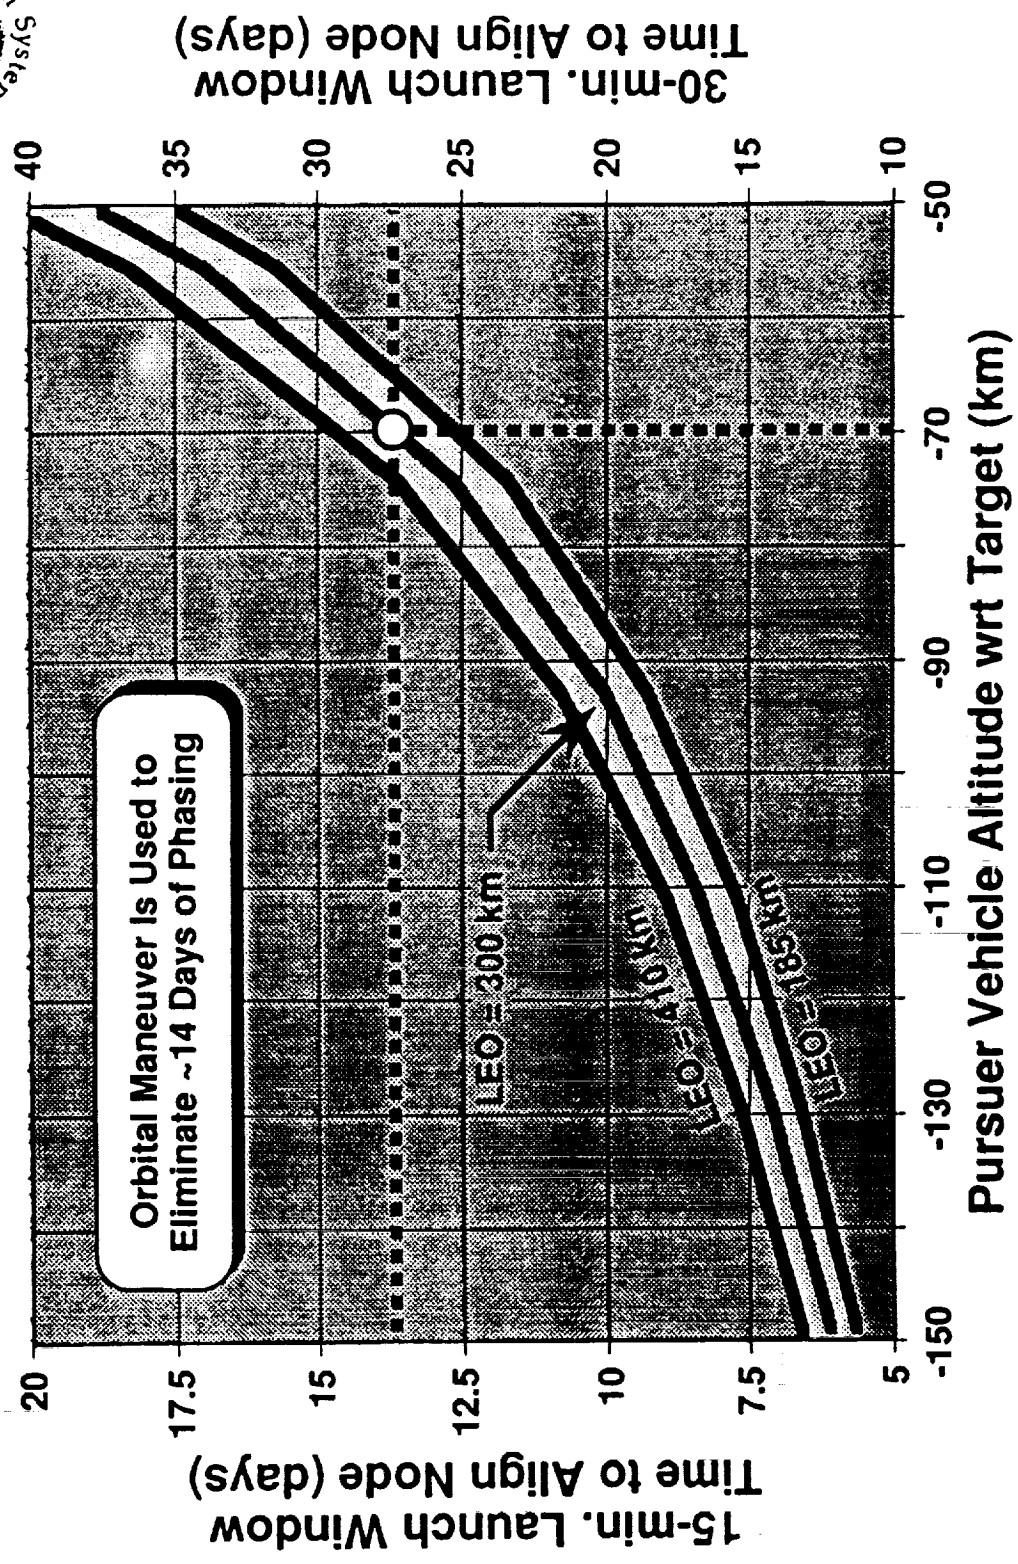 System
Orbital Maneuver Is Used to
Eliminate ~14 Days of Phasing
15-min. Launch Window
Time to Align Node (days)
20
17.5
15
12.5
10
7.5
5
30-min. Launch Window
Time to Align Node (days)
40
35
30
25
20
15
10
LEO = 300 km
LEO = 410 km
LEO = 185 km
-150
-130
-110
-90
-70
-50
Pursuer Vehicle Altitude wrt Target (km)